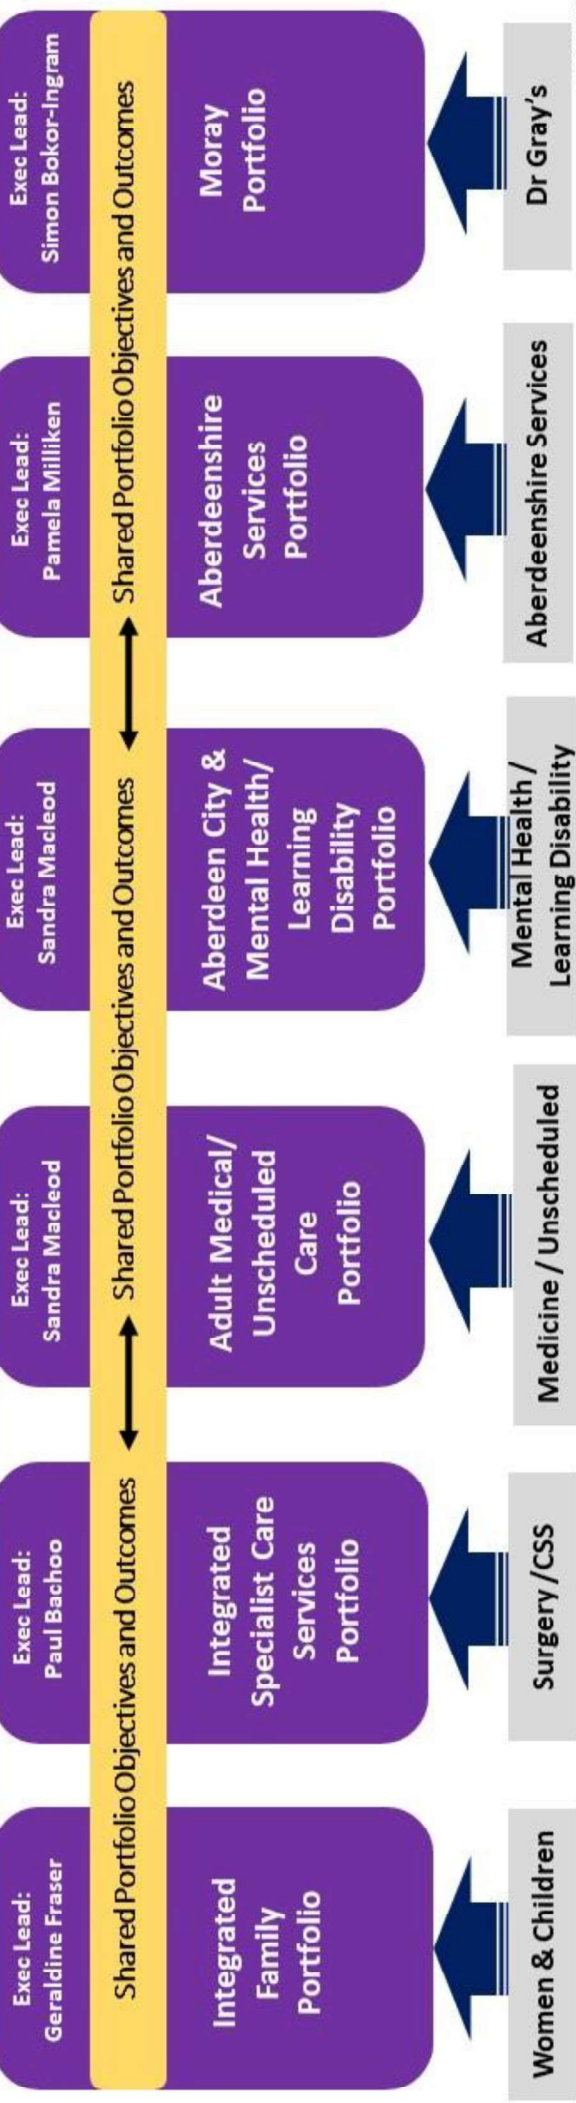 Exec Lead:
Geraldine Fraser
Exec Lead:
Paul Bachoo
Exec Lead:
Sandra Macleod
Exec Lead:
Sandra Macleod
Exec Lead:
Pamela Milliken
Exec Lead:
Simon Bokor-Ingram
Shared Portfolio Objectives and Outcomes
Shared Portfolio Objectives and Outcomes
Shared Portfolio Objectives and Outcomes
Shared Portfolio Objectives and Outcomes
Integrated
Family
Portfolio
Integrated
Specialist Care
Services
Portfolio
Adult Medical/
Unscheduled
Care
Portfolio
Aberdeen City &
Mental Health/
Learning
Disability
Portfolio
Aberdeenshire
Services
Portfolio
Moray
Portfolio
Women & Children
Surgery /CSS
Medicine / Unscheduled
Mental Health /
Learning Disability
Aberdeenshire Services
Dr Gray's